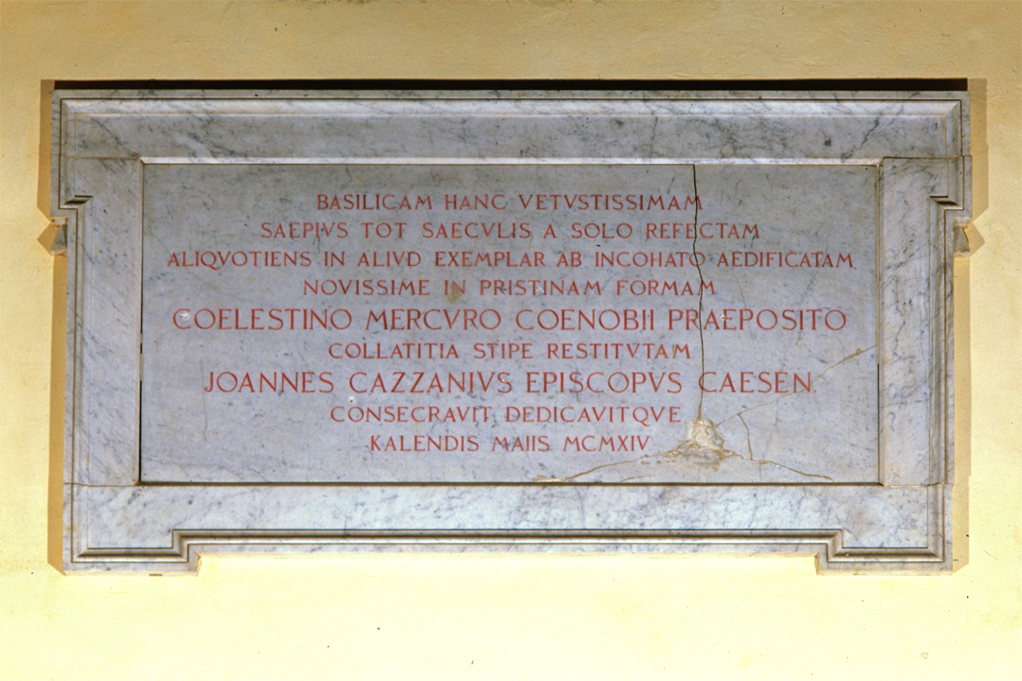 BASILICAM HANC VETVSTISSIMAM
SAEPIVS TOT SAECVLIS A SOLO REFECTAM
ALIQVOTIENS IN ALIVD EXEMPLAR AB INCOHATO AEDIFICATAM
NOVISSIME IN PRISTINAM FORMAM
COELESTINO MERCVRO COENOBII PRAEPOSITO
COLLATITIA STIPE RESTITVTAM
JOANNES CAZZANIVS EPISCOPVS CAESEN.
CONSECRAVIT DEDICAVITQVE
KALENDIS MAIIS MCMXIV